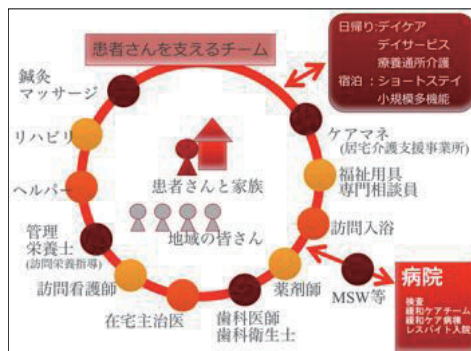 患者さんを支えるチーム
日帰り:デイケア
デイサービス
療養通所介護
宿泊 :ショートステイ
小規模多機能
鍼灸
マッサージ
リハビリ
ヘルパー
管理
栄養士
(訪問栄養指導)
訪問看護師
在宅主治医
歯科医師
歯科衛生士
薬剤師
訪問入浴
福祉用具
専門相談員
ケアマネ
(居宅介護支援事業所)
患者さんと家族
地域の皆さん
MSW等
病院
検査
緩和ケアチーム
緩和ケア病棟
レスパイト入院